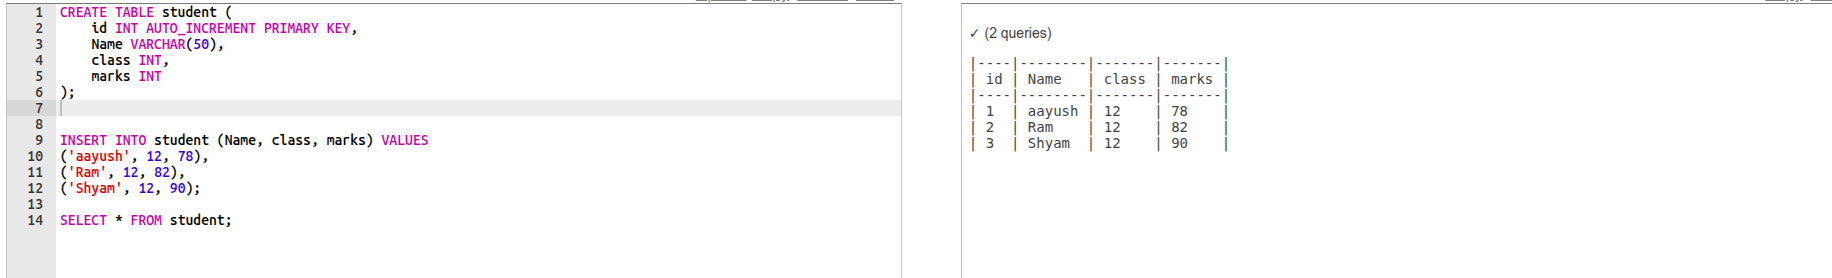 1 CREATE TABLE student (
2     id INT AUTO_INCREMENT PRIMARY KEY,
3     Name VARCHAR(50),
4     class INT,
5     marks INT
6 );
7
8
9 INSERT INTO student (Name, class, marks) VALUES
10 ('aayush', 12, 78),
11 ('Ram', 12, 82),
12 ('Shyam', 12, 90);
13
14 SELECT * FROM student;
✓ (2 queries)
|----|--------|-------|-------|
| id | Name   | class | marks |
|----|--------|-------|-------|
| 1  | aayush | 12    | 78    |
| 2  | Ram    | 12    | 82    |
| 3  | Shyam  | 12    | 90    |